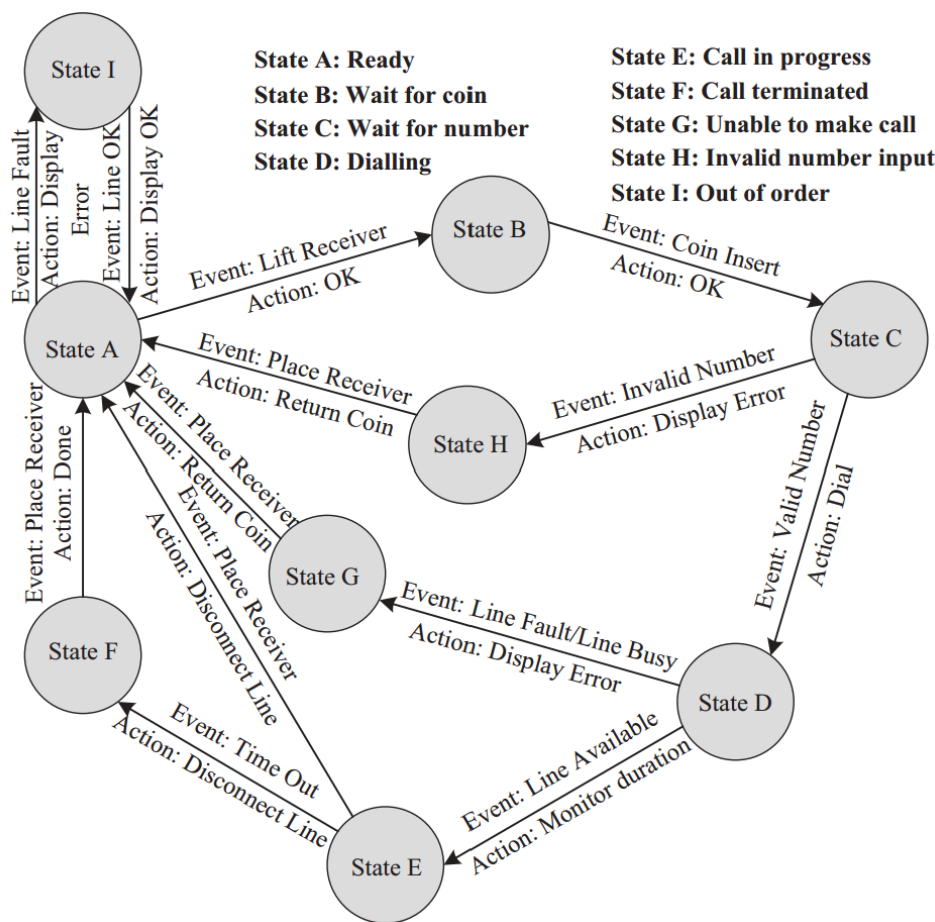 State I
State A: Ready
State B: Wait for coin
State C: Wait for number
State D: Dialling
State E: Call in progress
State F: Call terminated
State G: Unable to make call
State H: Invalid number input
State I: Out of order
Event: Line Fault
Action: Display
Error
Event: Line OK
Action: Display OK
State B
Event: Lift Receiver
Action: OK
Event: Coin Insert
Action: OK
State A
State C
Event: Place Receiver
Action: Return Coin
Event: Invalid Number
Action: Display Error
State H
Event: Place Receiver
Action: Done
Event: Place Receiver
Action: Return Coin
Event: Place Receiver
Action: Disconnect Line
Event: Valid Number
Action: Dial
State G
Event: Line Fault/Line Busy
Action: Display Error
State F
State D
Event: Time Out
Action: Disconnect Line
Event: Line Available
Action: Monitor duration
State E